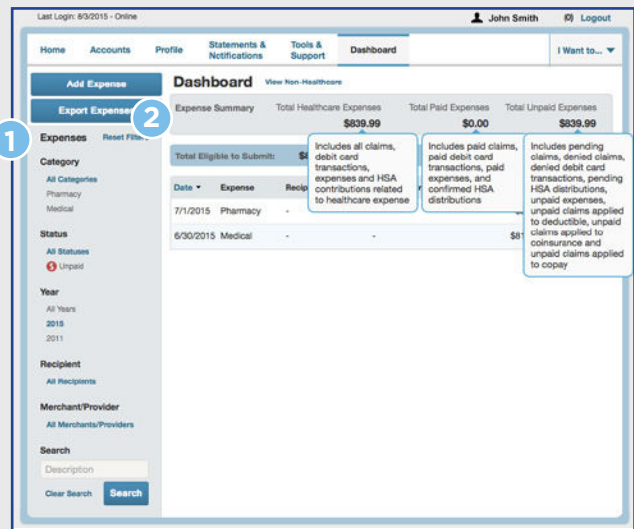 Last Login: 8/3/2015 - Online
John Smith
(0) Logout
Home
Accounts
Profile
Statements & Notifications
Tools & Support
Dashboard
I Want to...
1
2
Add Expense
Export Expenses
Expenses
Reset Filters
Category
All Categories
Pharmacy
Medical
Status
All Statuses
Unpaid
Year
All Years
2015
2011
Recipient
All Recipients
Merchant/Provider
All Merchants/Providers
Search
Description
Clear Search
Search
Dashboard
View Non-Healthcare
Expense Summary
Total Healthcare Expenses
$839.99
Total Paid Expenses
$0.00
Total Unpaid Expenses
$839.99
Includes all claims,
debit card
transactions,
expenses and HSA
contributions related
to healthcare expense
Includes paid claims,
paid debit card
transactions, paid
expenses, and
confirmed HSA
distributions
Includes pending
claims, denied claims,
denied debit card
transactions, pending
HSA distributions,
unpaid expenses,
unpaid claims applied
to deductible, unpaid
claims applied to
coinsurance and
unpaid claims applied
to copay
Total Eligible to Submit:
Date
Expense
7/1/2015 Pharmacy -
6/30/2015 Medical - -